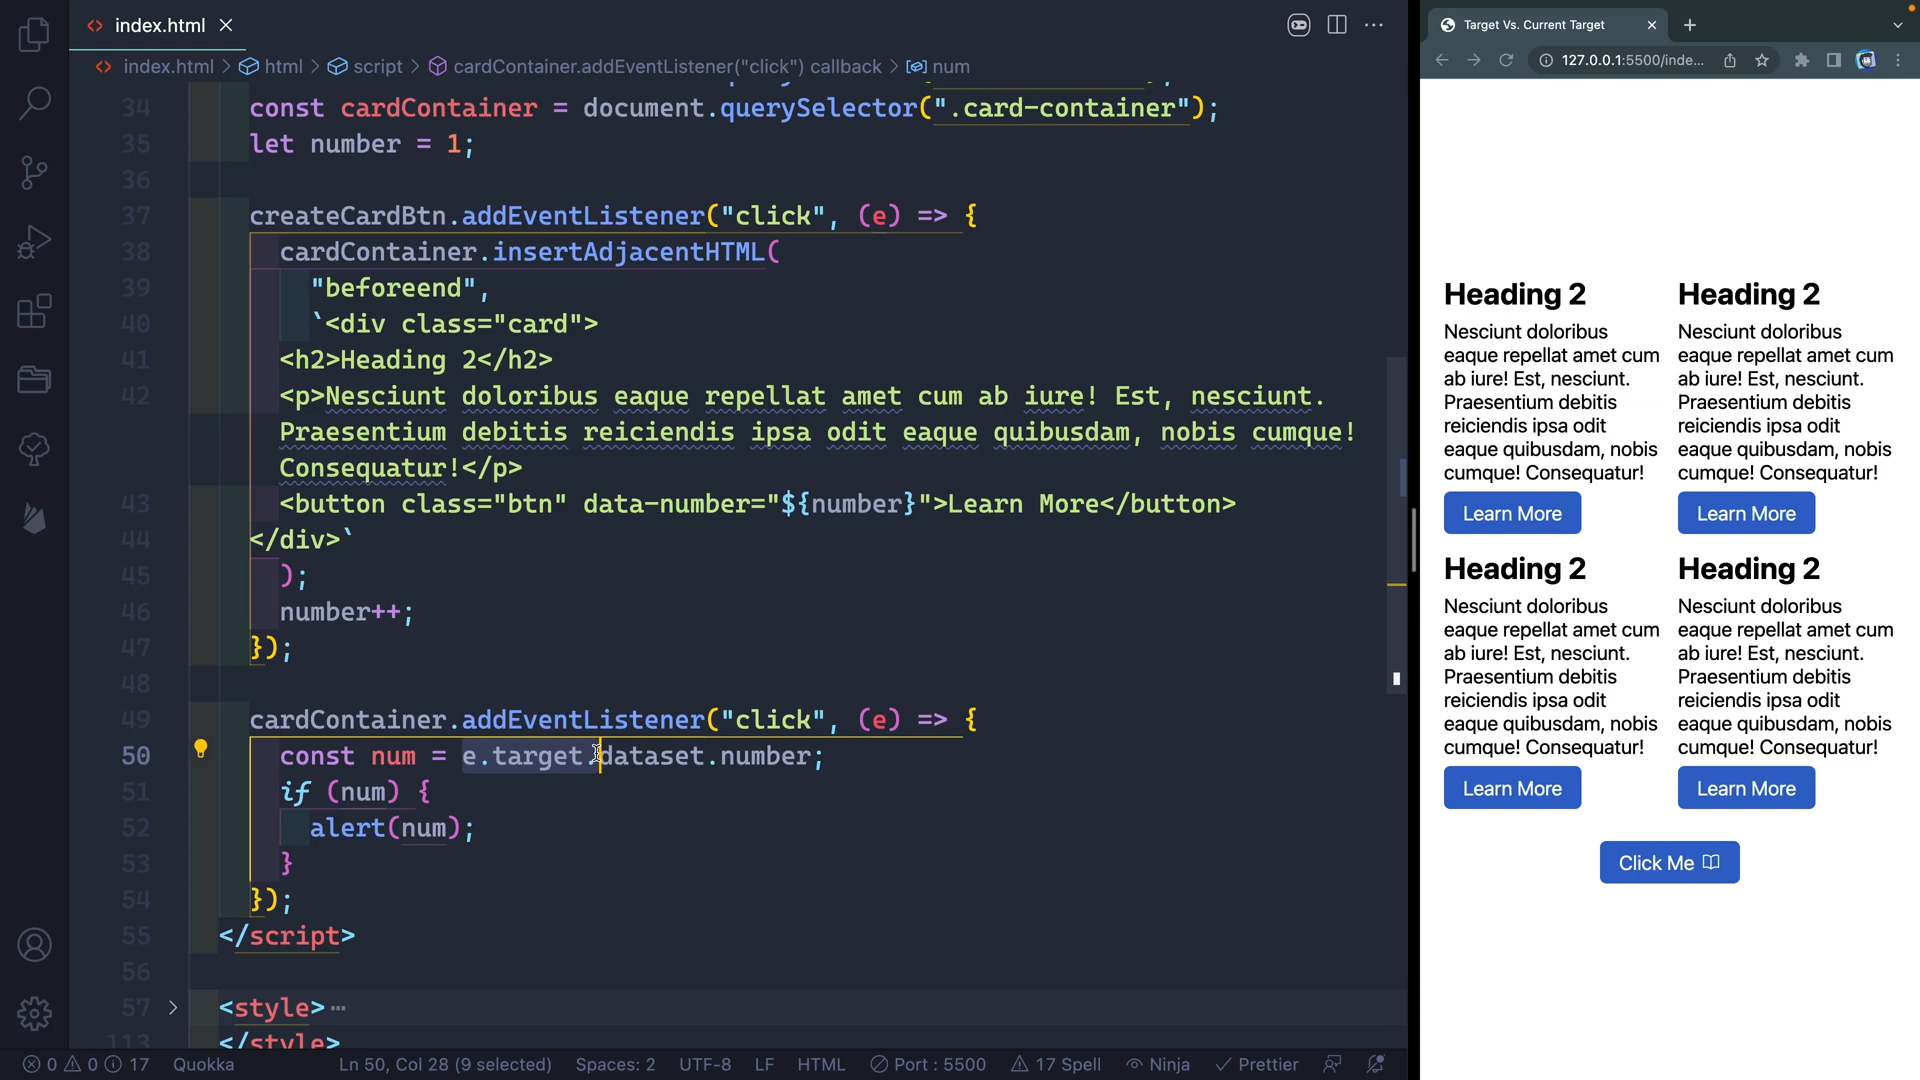 index.html
index.html > html > script > cardContainer.addEventListener("click") callback > num
34 const cardContainer = document.querySelector(".card-container");
35 let number = 1;
36
37 createCardBtn.addEventListener("click", (e) => {
38 cardContainer.insertAdjacentHTML(
39 "beforeend",
40 `<div class="card">
41 <h2>Heading 2</h2>
42 <p>Nesciunt doloribus eaque repellat amet cum ab iure! Est, nesciunt.
Praesentium debitis reiciendis ipsa odit eaque quibusdam, nobis cumque!
Consequatur!</p>
43 <button class="btn" data-number="${number}">Learn More</button>
44 </div>`
45 );
46 number++;
47 });
48
49 cardContainer.addEventListener("click", (e) => {
50 const num = e.target.dataset.number;
51 if (num) {
52 alert(num);
53 }
54 });
55 </script>
56
57 <style>
113 </style>
0 0 17 Quokka Ln 50, Col 28 (9 selected) Spaces: 2 UTF-8 LF HTML Port : 5500 17 Spell Ninja Prettier
Target Vs. Current Target
127.0.0.1:5500/inde...
Heading 2
Nesciunt doloribus
eaque repellat amet cum
ab iure! Est, nesciunt.
Praesentium debitis
reiciendis ipsa odit
eaque quibusdam, nobis
cumque! Consequatur!
Learn More
Heading 2
Nesciunt doloribus
eaque repellat amet cum
ab iure! Est, nesciunt.
Praesentium debitis
reiciendis ipsa odit
eaque quibusdam, nobis
cumque! Consequatur!
Learn More
Heading 2
Nesciunt doloribus
eaque repellat amet cum
ab iure! Est, nesciunt.
Praesentium debitis
reiciendis ipsa odit
eaque quibusdam, nobis
cumque! Consequatur!
Learn More
Heading 2
Nesciunt doloribus
eaque repellat amet cum
ab iure! Est, nesciunt.
Praesentium debitis
reiciendis ipsa odit
eaque quibusdam, nobis
cumque! Consequatur!
Learn More
Click Me